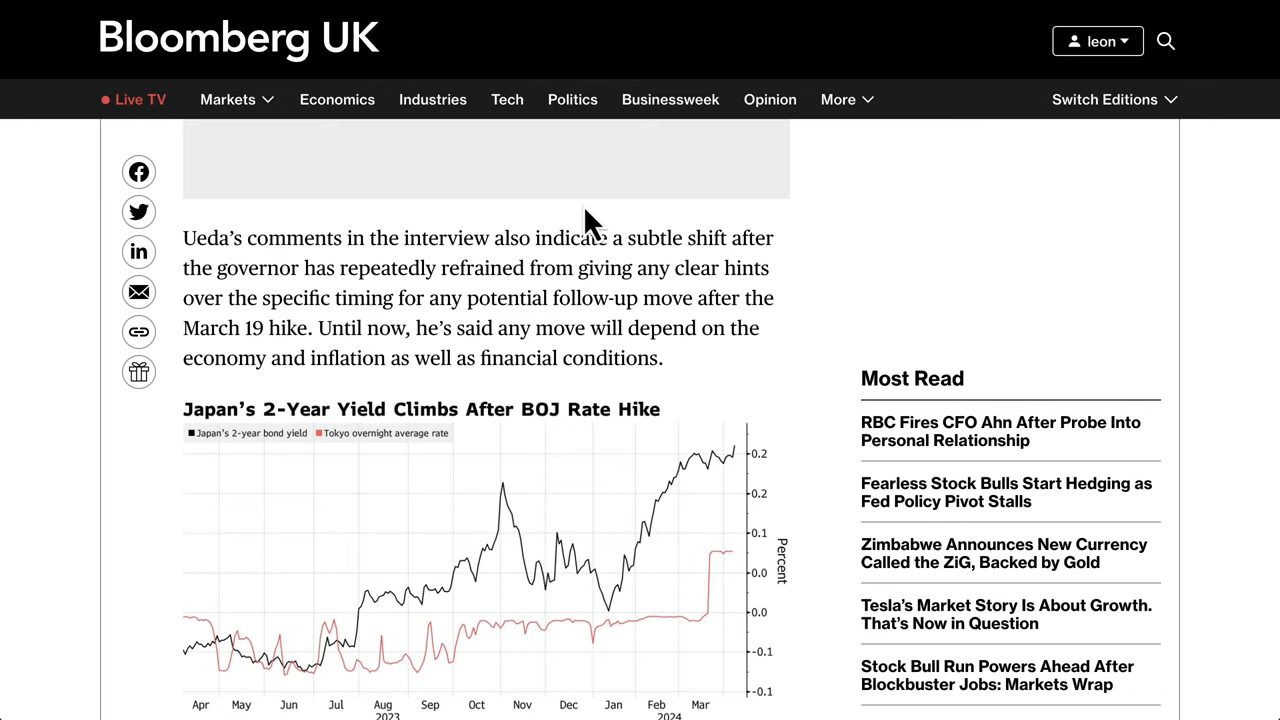 Bloomberg UK
leon
Live TV
Markets
Economics
Industries
Tech
Politics
Businessweek
Opinion
More
Switch Editions
Ueda’s comments in the interview also indicate a subtle shift after
the governor has repeatedly refrained from giving any clear hints
over the specific timing for any potential follow-up move after the
March 19 hike. Until now, he’s said any move will depend on the
economy and inflation as well as financial conditions.
Japan’s 2-Year Yield Climbs After BOJ Rate Hike
Japan’s 2-year bond yield Tokyo overnight average rate
0.2
0.2
0.1
0.0
0.0
-0.1
-0.1
Percent
Apr May Jun Jul Aug Sep Oct Nov Dec Jan Feb Mar
2023 2024
Most Read
RBC Fires CFO Ahn After Probe Into
Personal Relationship
Fearless Stock Bulls Start Hedging as
Fed Policy Pivot Stalls
Zimbabwe Announces New Currency
Called the ZiG, Backed by Gold
Tesla’s Market Story Is About Growth.
That’s Now in Question
Stock Bull Run Powers Ahead After
Blockbuster Jobs: Markets Wrap